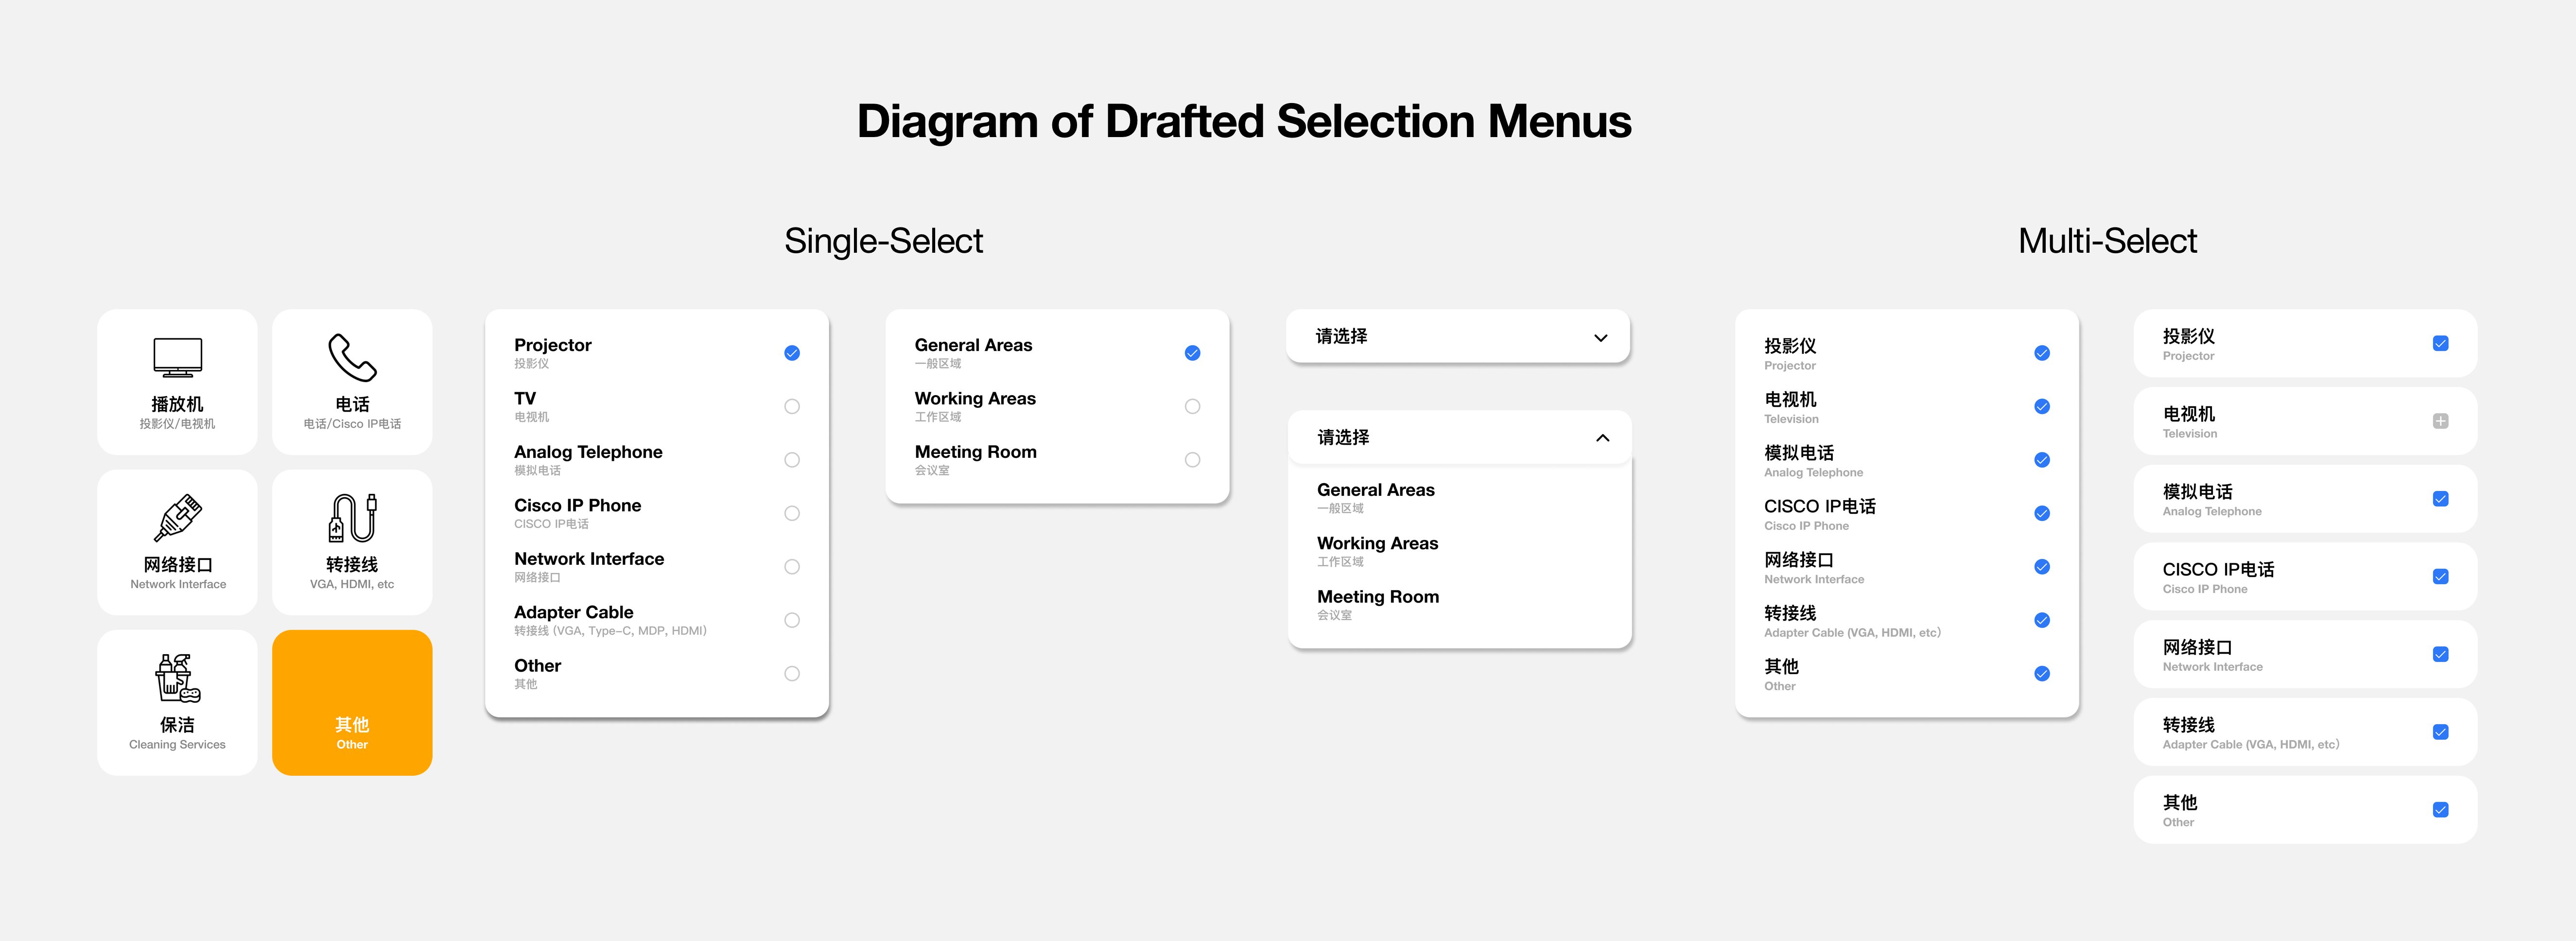 Diagram of Drafted Selection Menus
Single-Select
播放机
投影仪/电视机
电话
电话/Cisco IP电话
网络接口
Network Interface
转接线
VGA, HDMI, etc
保洁
Cleaning Services
其他
Other
Projector
投影仪
TV
电视机
Analog Telephone
模拟电话
Cisco IP Phone
CISCO IP电话
Network Interface
网络接口
Adapter Cable
转接线 (VGA, Type-C, MDP, HDMI)
Other
其他
General Areas
一般区域
Working Areas
工作区域
Meeting Room
会议室
请选择
请选择
General Areas
一般区域
Working Areas
工作区域
Meeting Room
会议室
Multi-Select
投影仪
Projector
电视机
Television
模拟电话
Analog Telephone
CISCO IP电话
Cisco IP Phone
网络接口
Network Interface
转接线
Adapter Cable (VGA, HDMI, etc)
其他
Other
投影仪
Projector
电视机
Television
模拟电话
Analog Telephone
CISCO IP电话
Cisco IP Phone
网络接口
Network Interface
转接线
Adapter Cable (VGA, HDMI, etc)
其他
Other